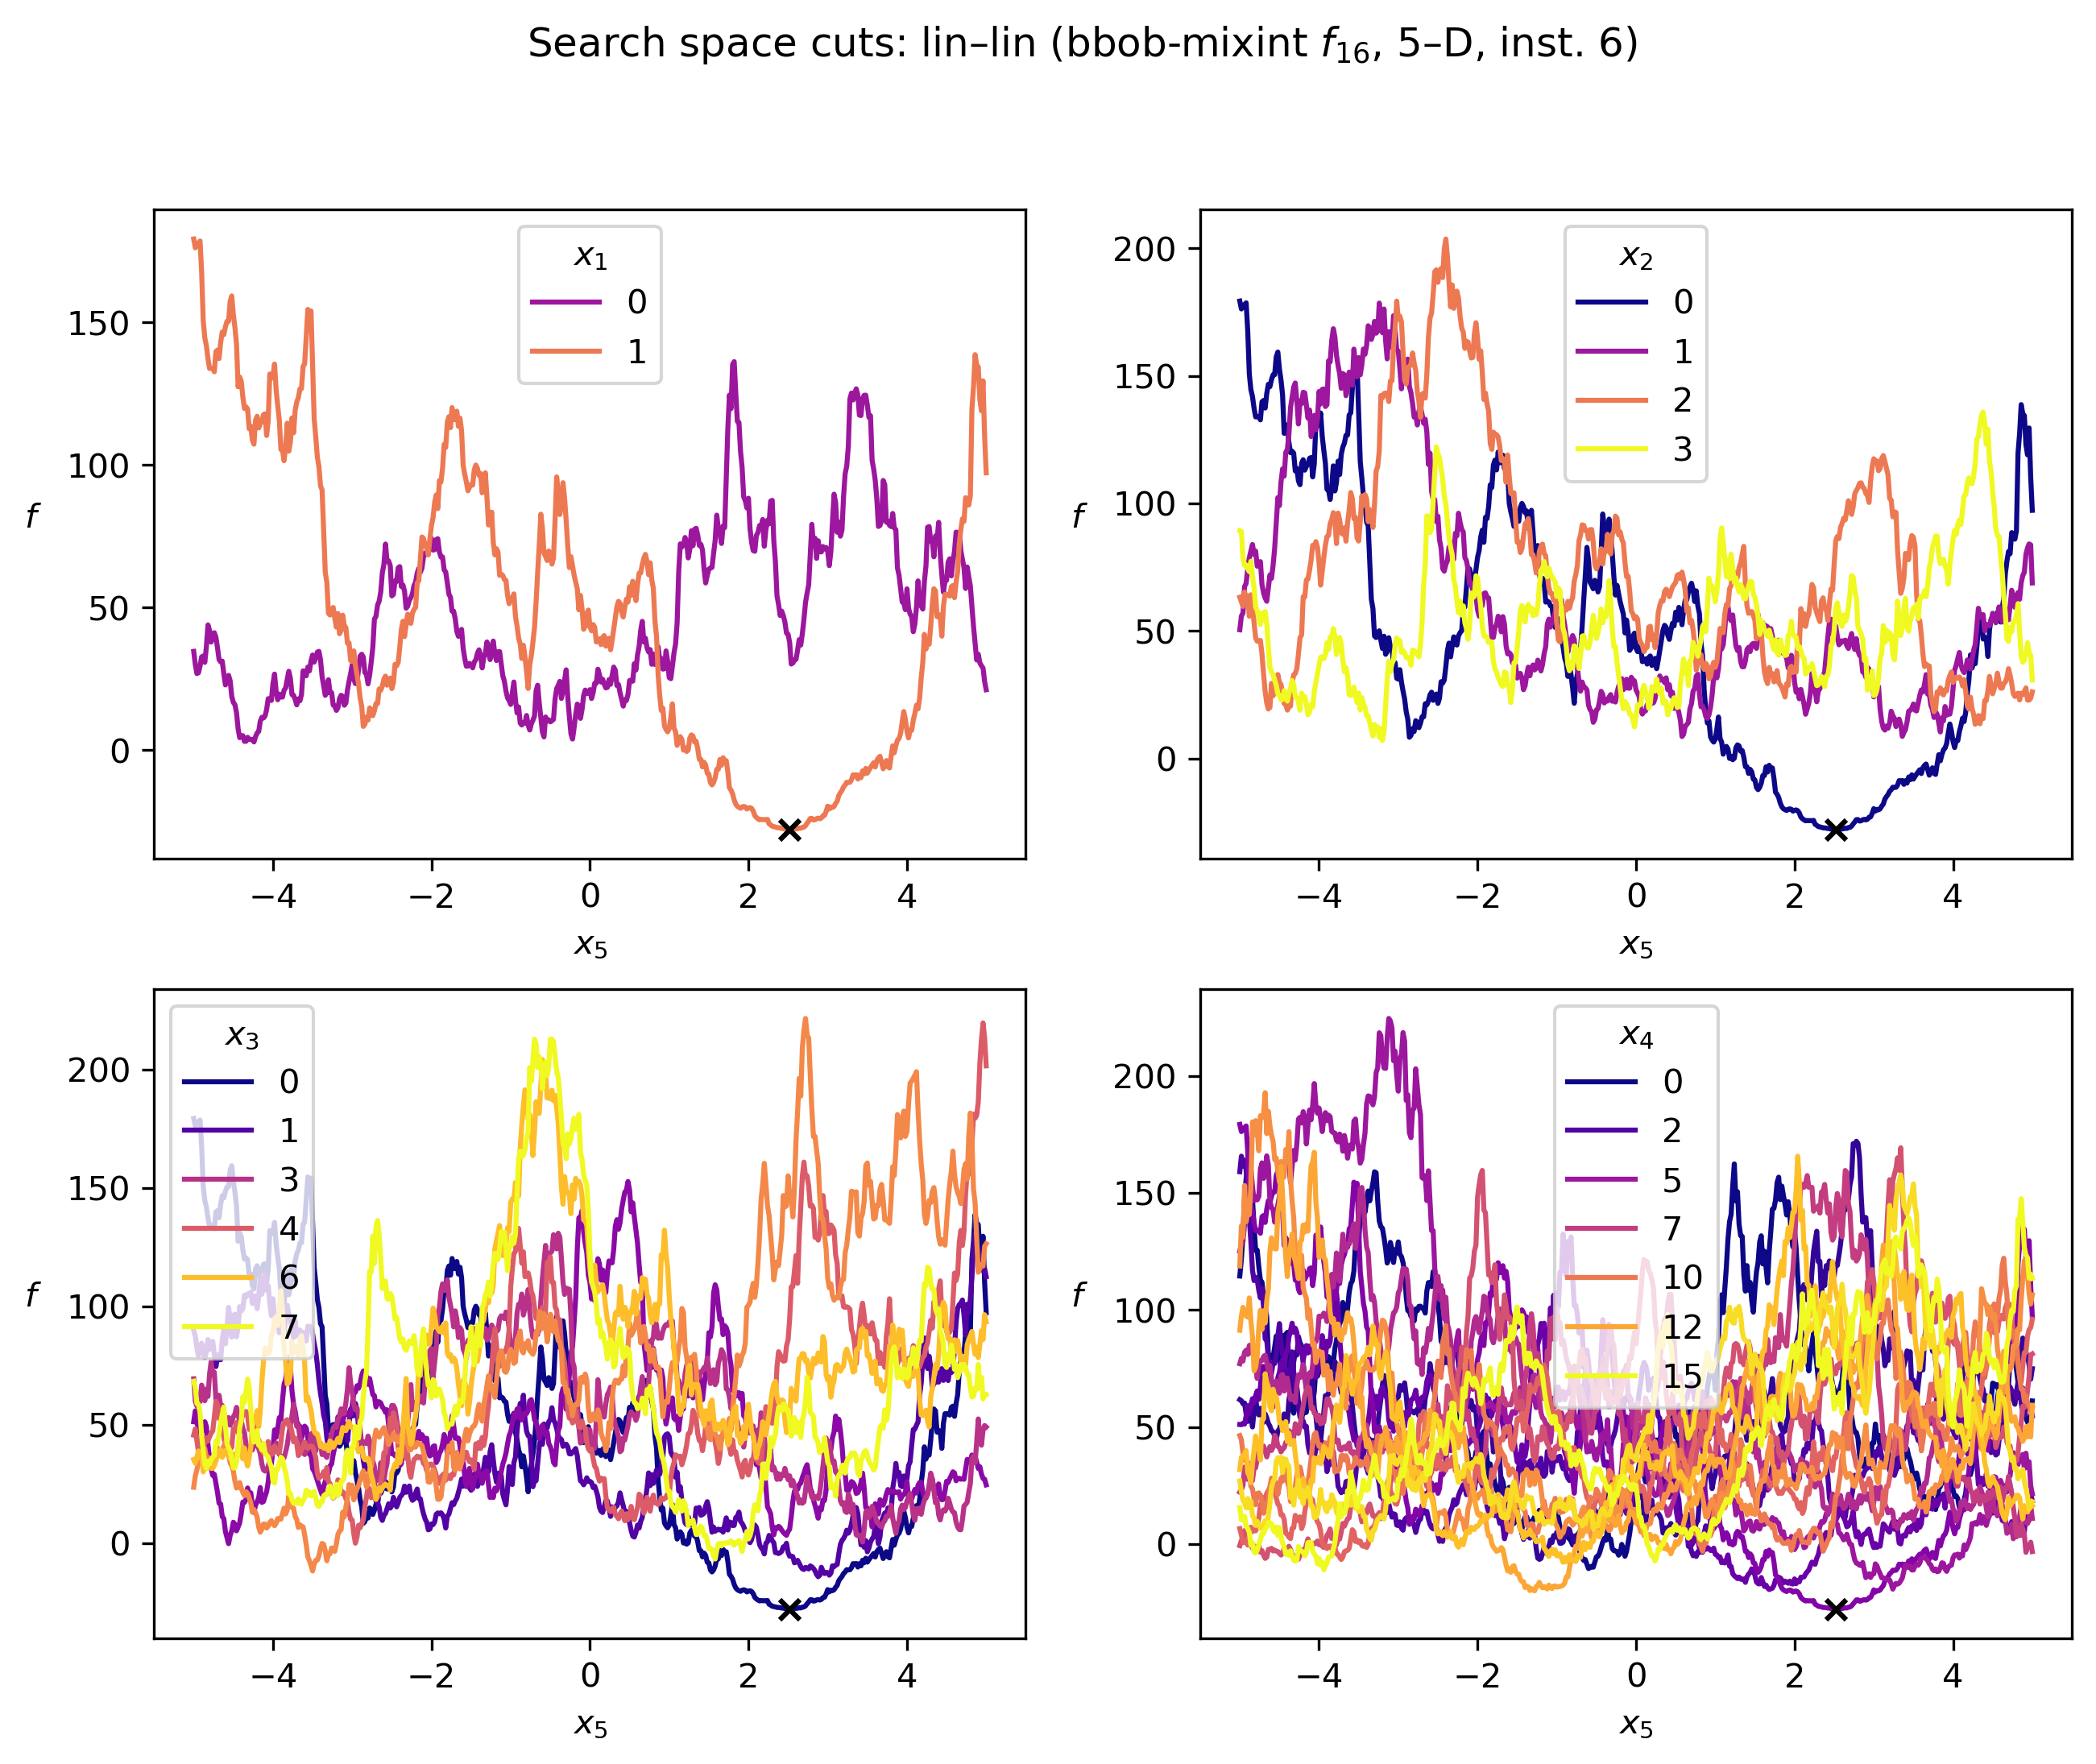 Search space cuts: lin–lin (bbob-mixint f₁₆, 5–D, inst. 6)
x₁
0
1
150
100
50
0
f
−4 −2 0 2 4
x₅
x₂
0
1
2
3
200
150
100
50
0
f
−4 −2 0 2 4
x₅
x₃
0
1
3
4
6
7
200
150
100
50
0
f
−4 −2 0 2 4
x₅
x₄
0
2
5
7
10
12
15
200
150
100
50
0
f
−4 −2 0 2 4
x₅